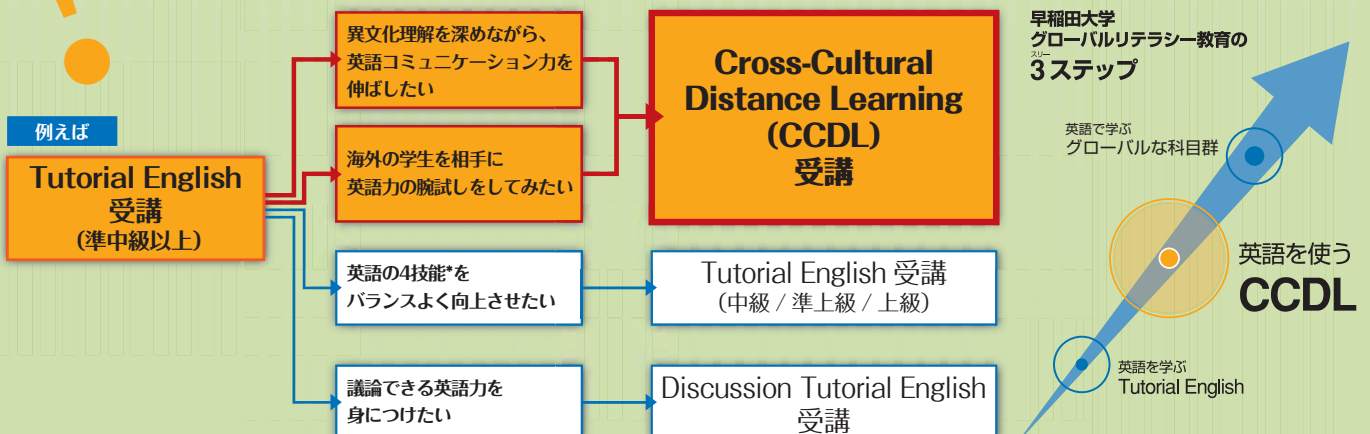 例えば
Tutorial English
受講
(準中級以上)
異文化理解を深めながら、
英語コミュニケーション力を
伸ばしたい
海外の学生を相手に
英語力の腕試しをしてみたい
英語の4技能*を
バランスよく向上させたい
議論できる英語力を
身につけたい
Cross-Cultural
Distance Learning
(CCDL)
受講
Tutorial English 受講
(中級 / 準上級 / 上級)
Discussion Tutorial English
受講
早稲田大学
グローバルリテラシー教育の
スリー
3ステップ
英語で学ぶ
グローバルな科目群
英語を使う
CCDL
英語を学ぶ
Tutorial English